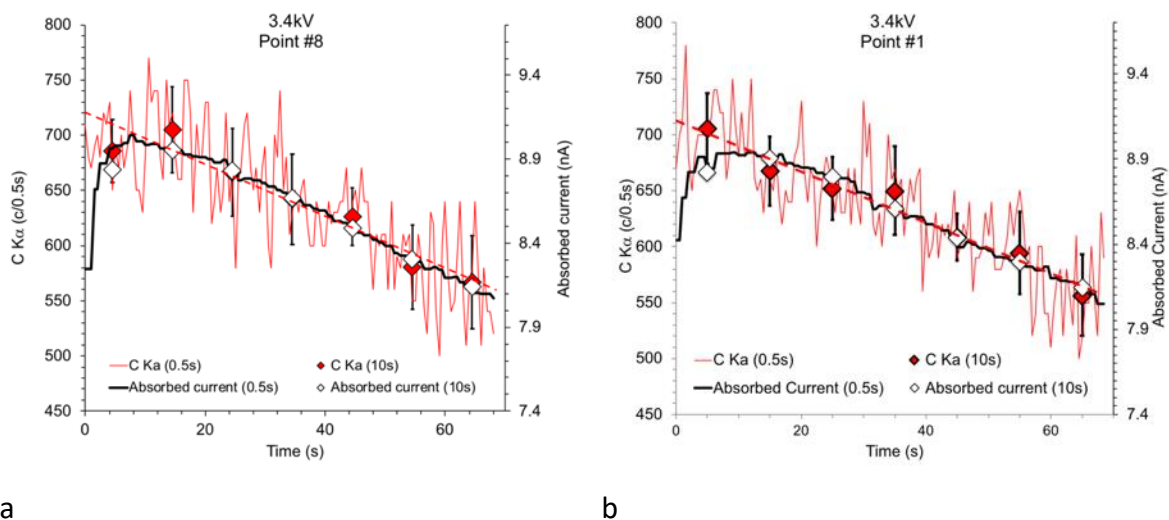 3.4kV
Point #8
800
750
700
650
600
550
500
450
C Kα (c/0.5s)
9.4
8.9
8.4
7.9
7.4
Absorbed current (nA)
C Ka (0.5s)
C Ka (10s)
Absorbed current (0.5s)
Absorbed current (10s)
0
20
40
60
Time (s)
a
3.4kV
Point #1
800
750
700
650
600
550
500
450
C Kα (c/0.5s)
9.4
8.9
8.4
7.9
7.4
Absorbed Current (nA)
C Ka (0.5s)
C Ka (10s)
Absorbed Current (0.5s)
Absorbed current (10s)
0
20
40
60
Time (s)
b